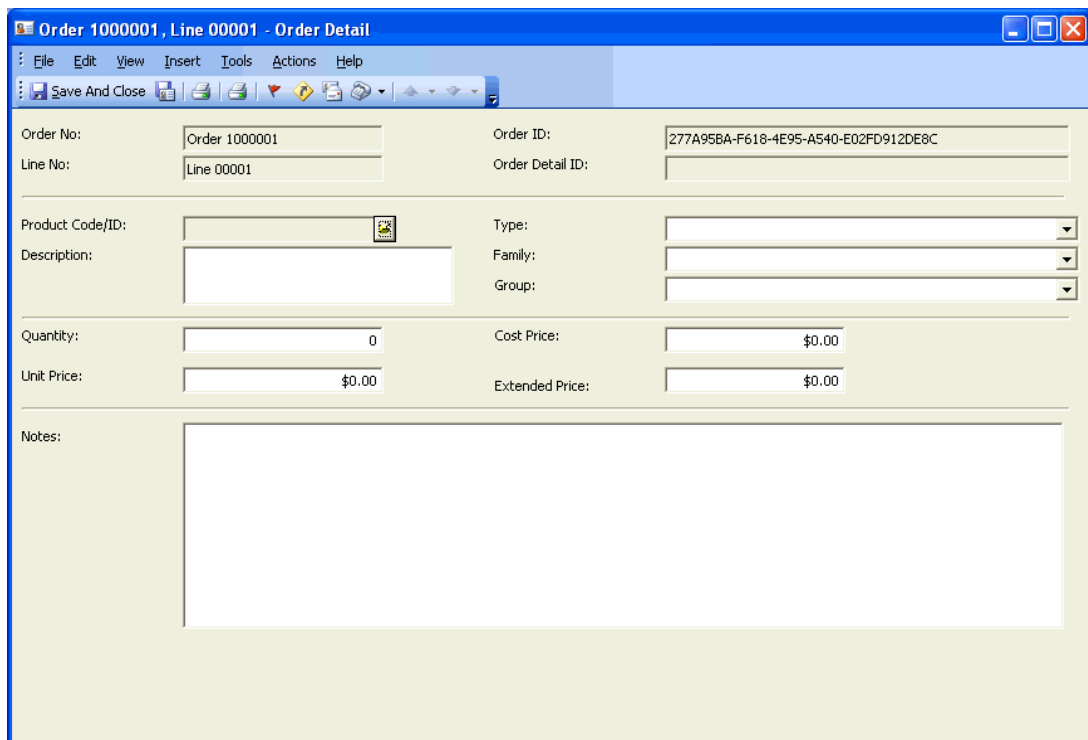 Order 1000001, Line 00001 - Order Detail
File Edit View Insert Tools Actions Help
Save And Close
Order No: Order 1000001 Order ID: 277A95BA-F618-4E95-A540-E02FD912DE8C
Line No: Line 00001 Order Detail ID:
Product Code/ID: Type:
Description: Family:
Group:
Quantity: 0 Cost Price: $0.00
Unit Price: $0.00 Extended Price: $0.00
Notes: